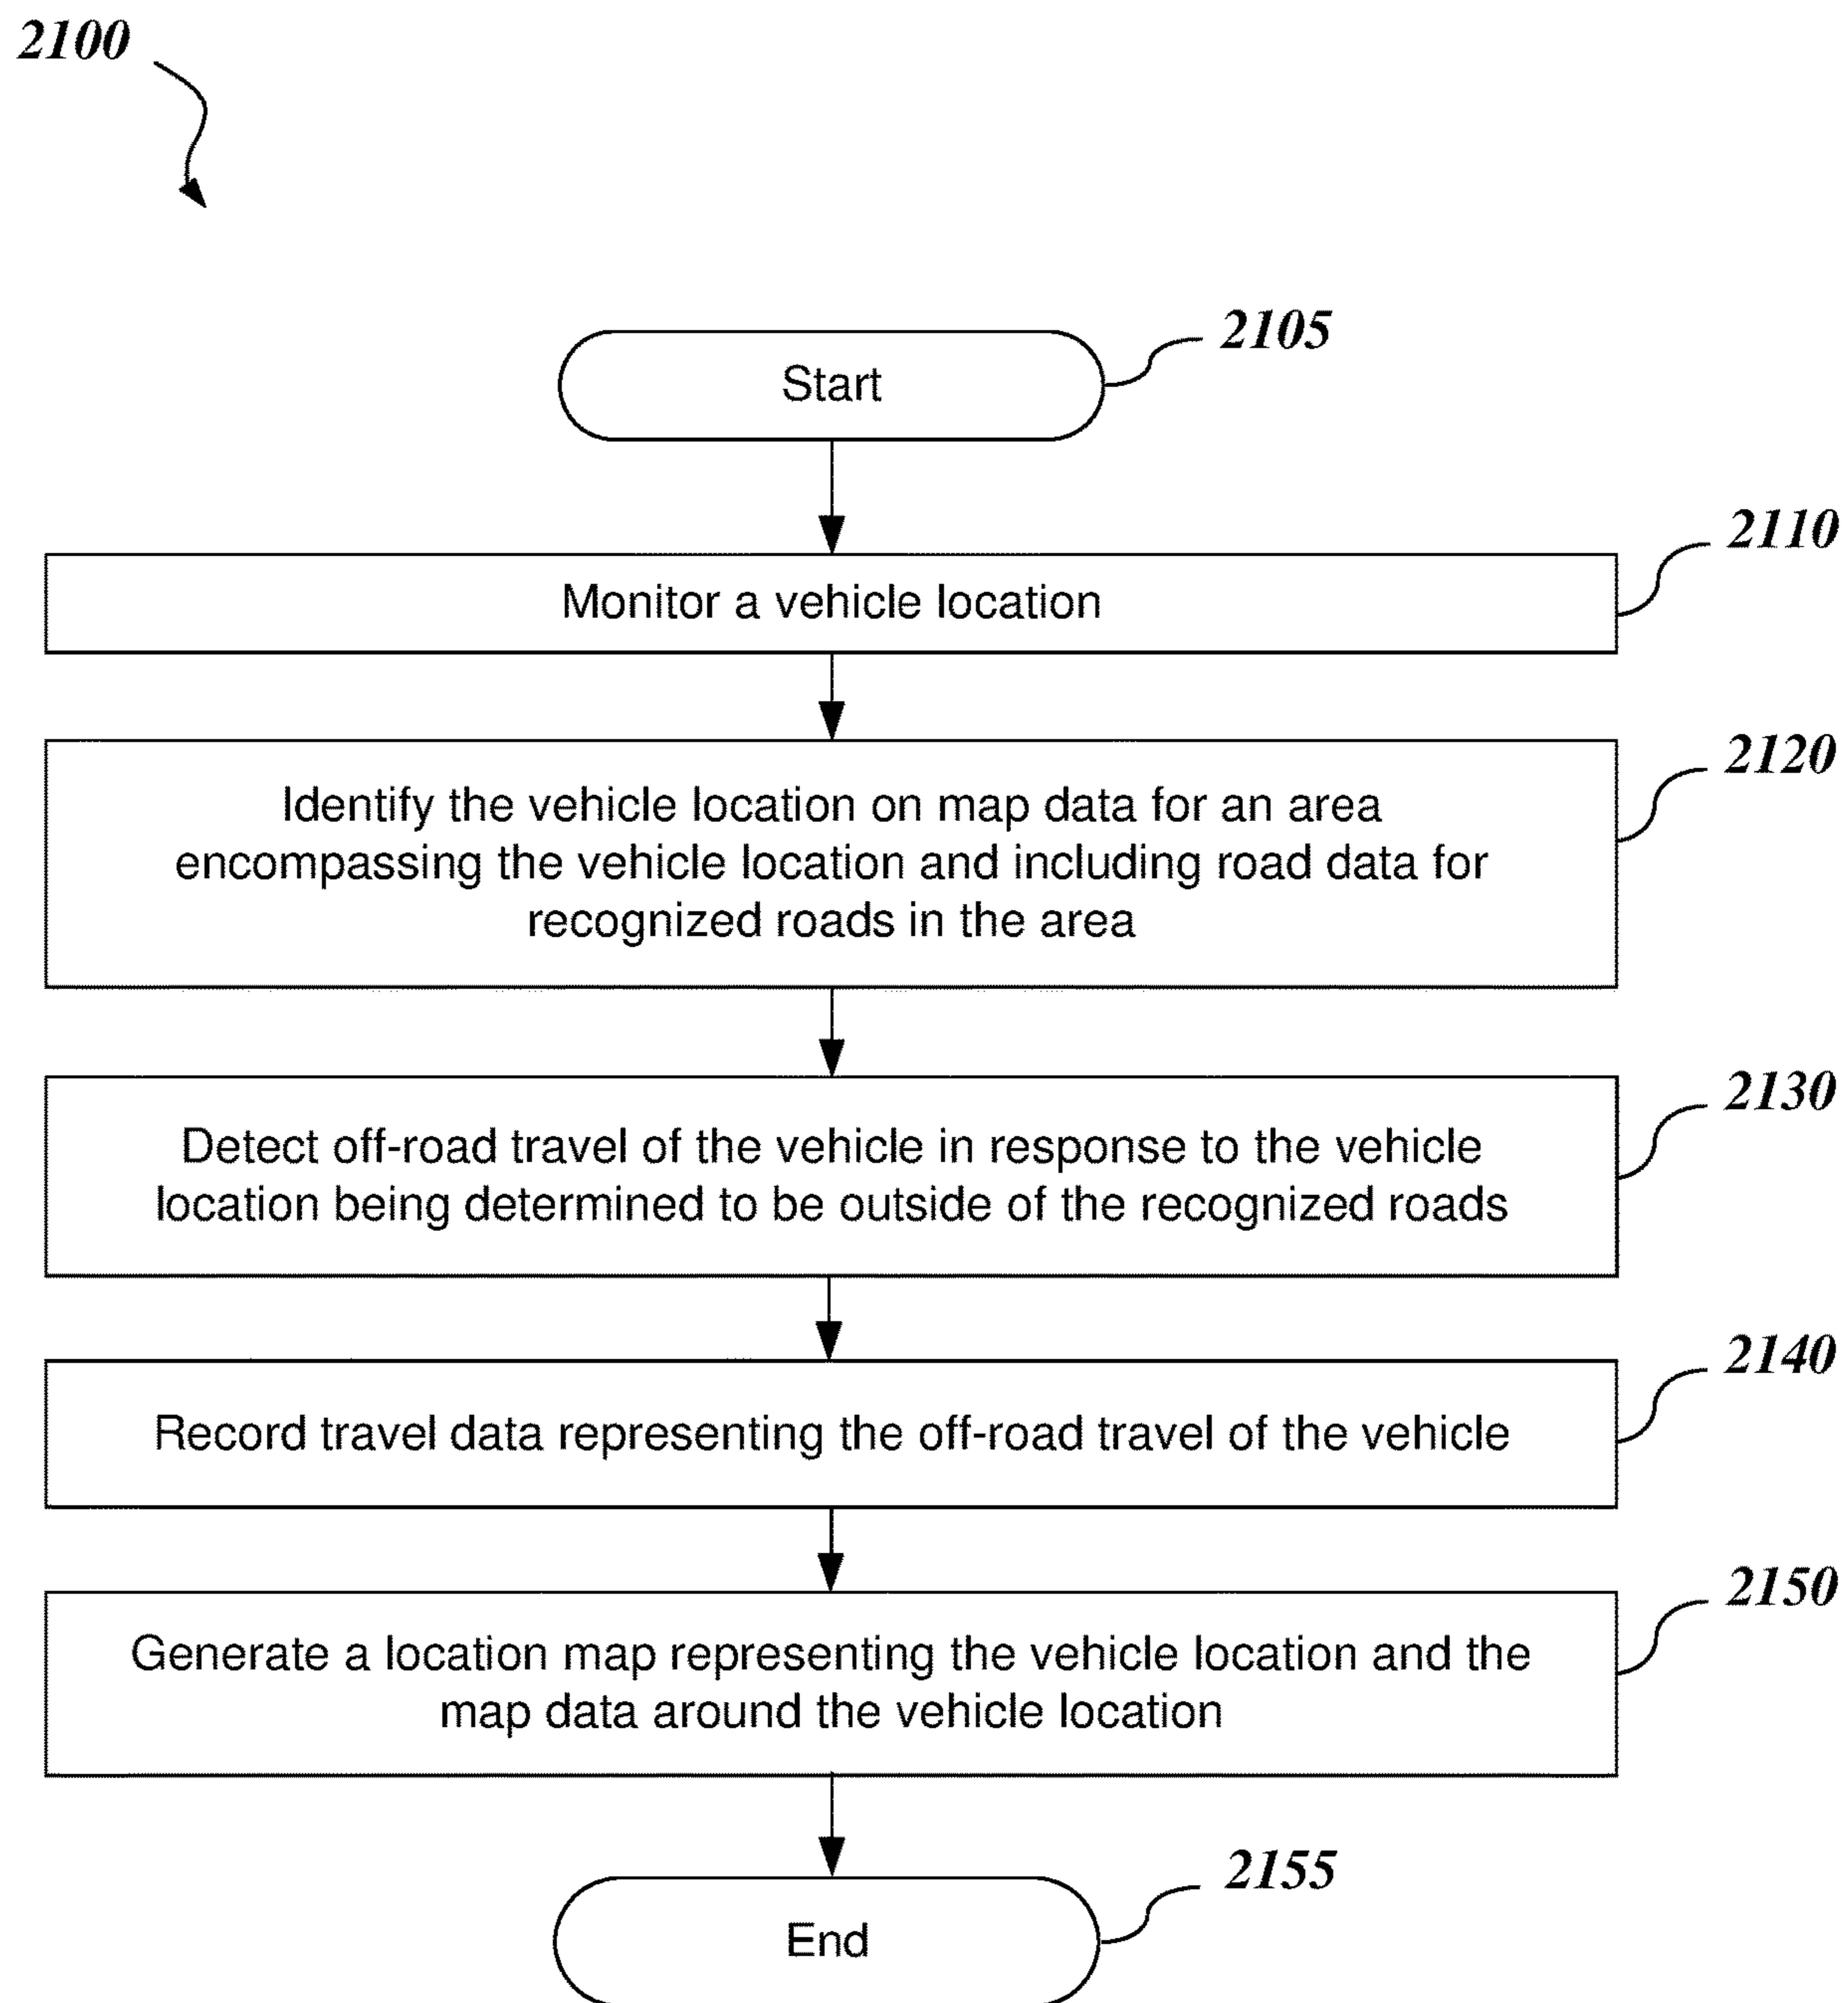 2100
Start
2105
2110
Monitor a vehicle location
2120
Identify the vehicle location on map data for an area
encompassing the vehicle location and including road data for
recognized roads in the area
2130
Detect off-road travel of the vehicle in response to the vehicle
location being determined to be outside of the recognized roads
2140
Record travel data representing the off-road travel of the vehicle
2150
Generate a location map representing the vehicle location and the
map data around the vehicle location
2155
End